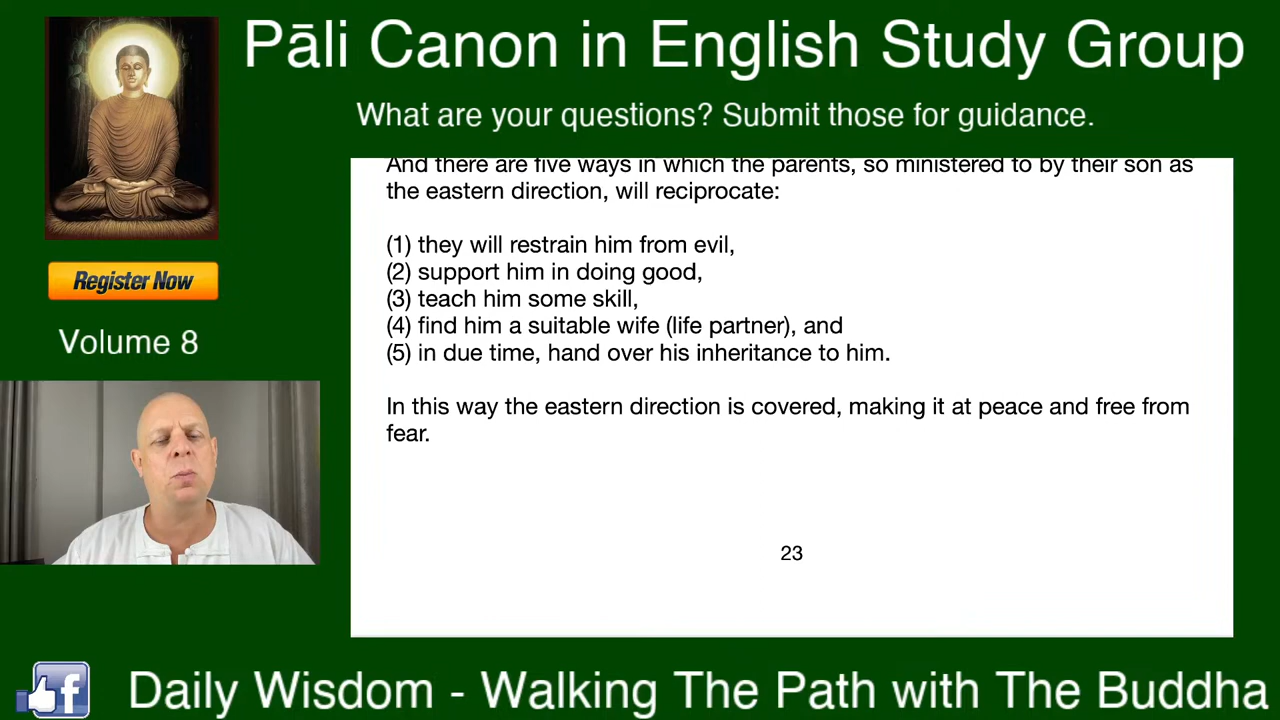 Pāli Canon in English Study Group
What are your questions? Submit those for guidance.
Register Now
Volume 8
And there are five ways in which the parents, so ministered to by their son as
the eastern direction, will reciprocate:
(1) they will restrain him from evil,
(2) support him in doing good,
(3) teach him some skill,
(4) find him a suitable wife (life partner), and
(5) in due time, hand over his inheritance to him.
In this way the eastern direction is covered, making it at peace and free from
fear.
23
f
Daily Wisdom - Walking The Path with The Buddha